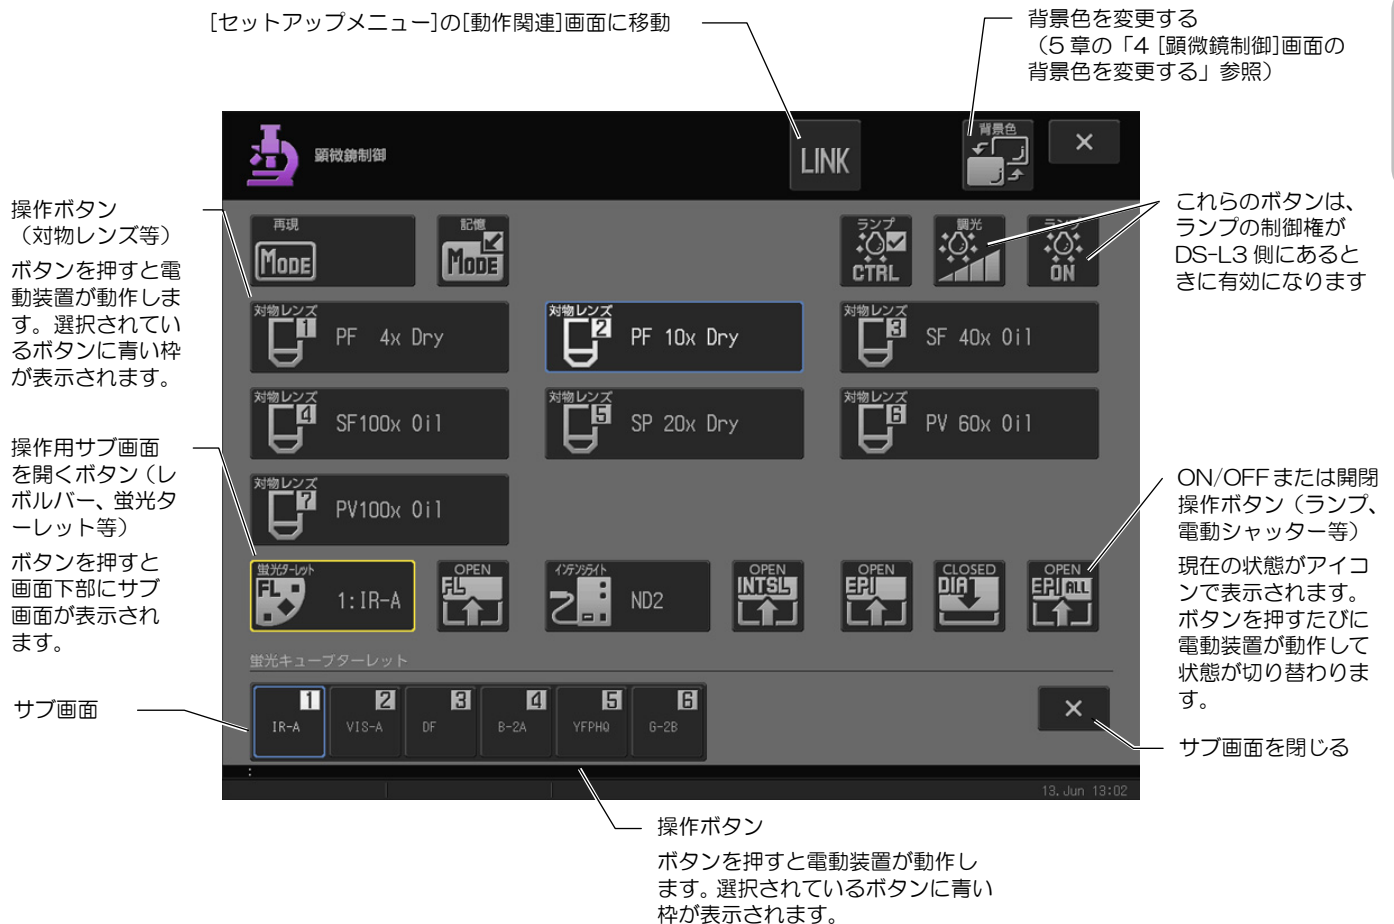 [セットアップメニュー]の[動作関連]画面に移動
背景色を変更する
（5章の「4 [顕微鏡制御]画面の
背景色を変更する」参照）
顕微鏡制御
LINK
背景色
×
操作ボタン
（対物レンズ等）
ボタンを押すと電
動装置が動作しま
す。選択されてい
るボタンに青い枠
が表示されます。
これらのボタンは、
ランプの制御権が
DS-L3 側にあると
きに有効になります
再現
MODE
記憶
MODE
ランプ
CTRL
調光
ランプ
ON
対物レンズ
1
PF 4x Dry
対物レンズ
2
PF 10x Dry
対物レンズ
3
SF 40x Oil
対物レンズ
4
SF100x Oil
対物レンズ
5
SP 20x Dry
対物レンズ
6
PV 60x Oil
対物レンズ
7
PV100x Oil
操作用サブ画面
を開くボタン（レ
ボルバー、蛍光タ
ーレット等）
ボタンを押すと
画面下部にサブ
画面が表示され
ます。
ON/OFFまたは開閉
操作ボタン（ランプ、
電動シャッター等）
現在の状態がアイコ
ンで表示されます。
ボタンを押すたびに
電動装置が動作して
状態が切り替わりま
す。
蛍光ターレット
FL
1:IR-A
OPEN
FL
インテンシライト
ND2
OPEN
INTSL
OPEN
EPI
CLOSED
DIA
OPEN
EPI ALL
蛍光キューブターレット
サブ画面
1
IR-A
2
VIS-A
3
DF
4
B-2A
5
YFPHQ
6
G-2B
×
サブ画面を閉じる
13.Jun 13:02
操作ボタン
ボタンを押すと電動装置が動作し
ます。選択されているボタンに青い
枠が表示されます。